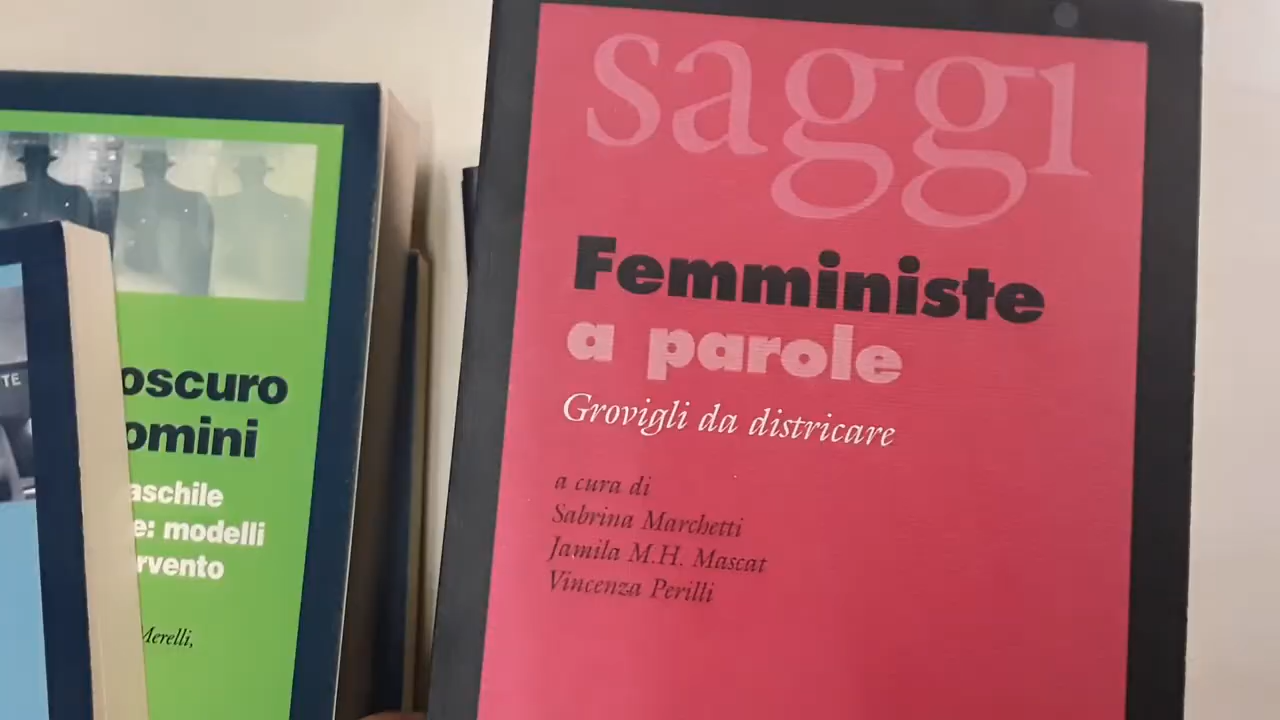 TE
oscuro
omini
aschile
e: modelli
rvento
Merelli,
saggi
Femministe
a parole
Grovigli da districare
a cura di
Sabrina Marchetti
Jamila M.H. Mascat
Vincenza Perilli